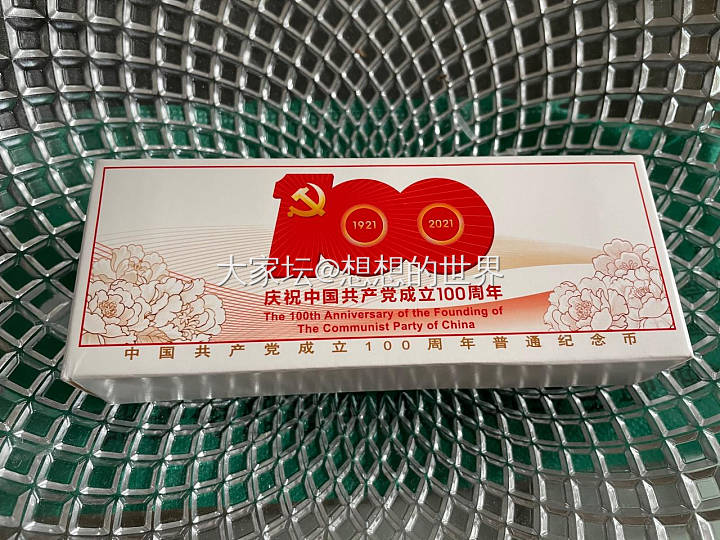 100
1921
2021
大家坛@想想的世界
庆祝中国共产党成立100周年
The 100th Anniversary of the Founding of
The Communist Party of China
中国共产党成立100周年普通纪念币